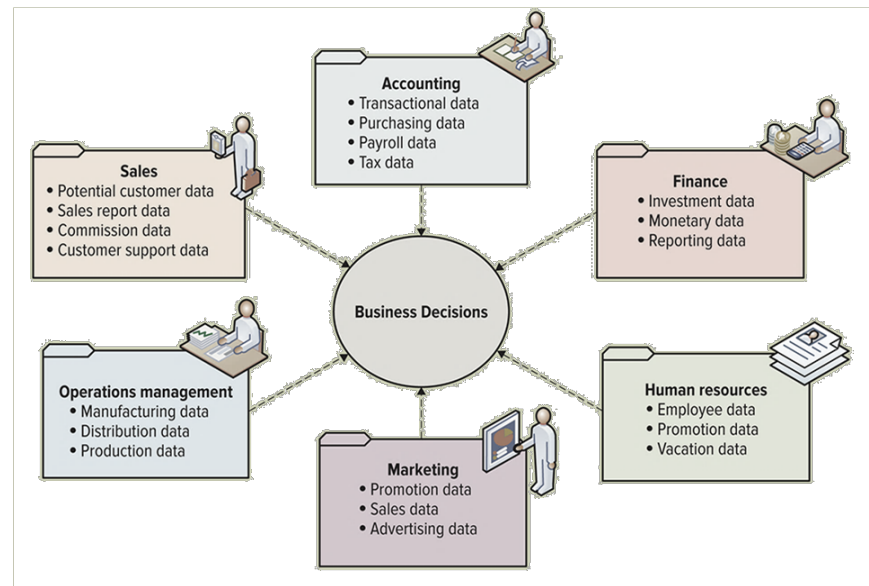 Accounting
• Transactional data
• Purchasing data
• Payroll data
• Tax data
Sales
• Potential customer data
• Sales report data
• Commission data
• Customer support data
Finance
• Investment data
• Monetary data
• Reporting data
Business Decisions
Operations management
• Manufacturing data
• Distribution data
• Production data
Human resources
• Employee data
• Promotion data
• Vacation data
Marketing
• Promotion data
• Sales data
• Advertising data